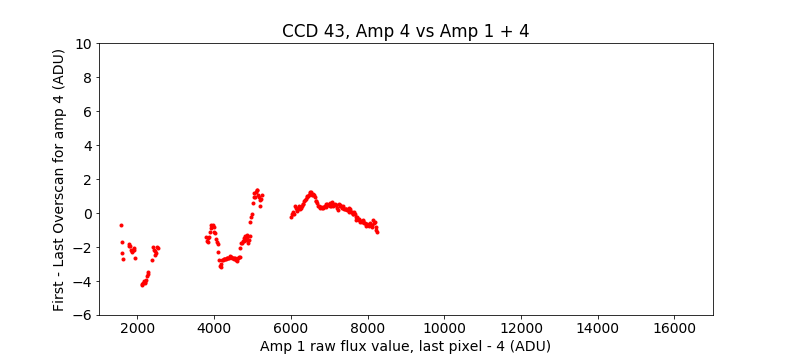 CCD 43, Amp 4 vs Amp 1 + 4
First - Last Overscan for amp 4 (ADU)
10
8
6
4
2
0
−2
−4
−6
2000 4000 6000 8000 10000 12000 14000 16000
Amp 1 raw flux value, last pixel - 4 (ADU)